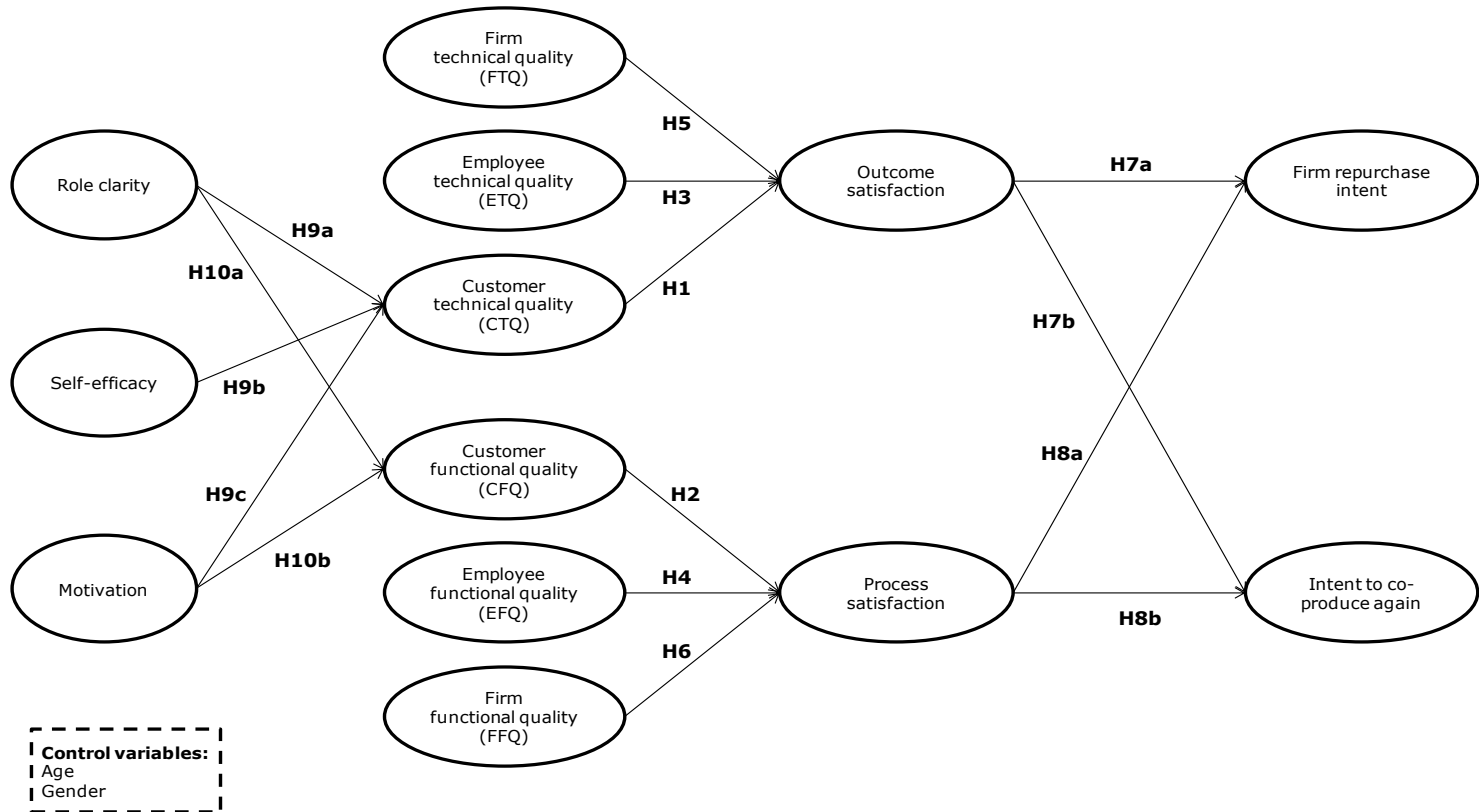 Firm
technical quality
(FTQ)
H5
Role clarity
Employee
technical quality
(ETQ)
H3
Outcome
satisfaction
H7a
Firm repurchase
intent
H9a
H10a
Customer
technical quality
(CTQ)
H1
H7b
Self-efficacy
H9b
H9c
Customer
functional quality
(CFQ)
H2
H8a
Motivation
H10b
Employee
functional quality
(EFQ)
H4
Process
satisfaction
H8b
Intent to co-
produce again
H6
Firm
functional quality
(FFQ)
Control variables:
Age
Gender